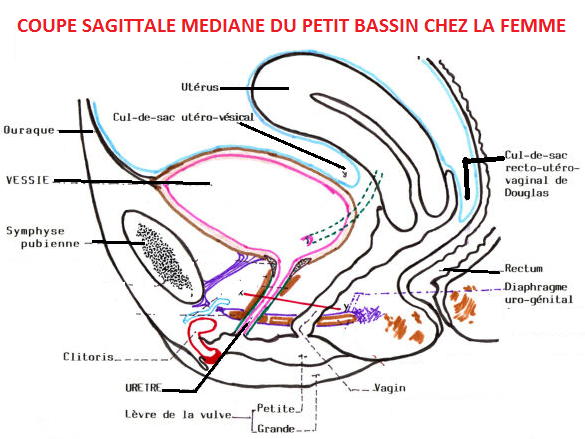 COUPE SAGITTALE MEDIANE DU PETIT BASSIN CHEZ LA FEMME
Utérus
Cul-de-sac utéro-vésical
Ouraque
VESSIE
Cul-de-sac
recto-utéro-
vaginal de
Douglas
Symphyse
pubienne
Rectum
Diaphragme
uro-génital
Clitoris
URETRE
Vagin
Lèvre de la vulve
Petite
Grande